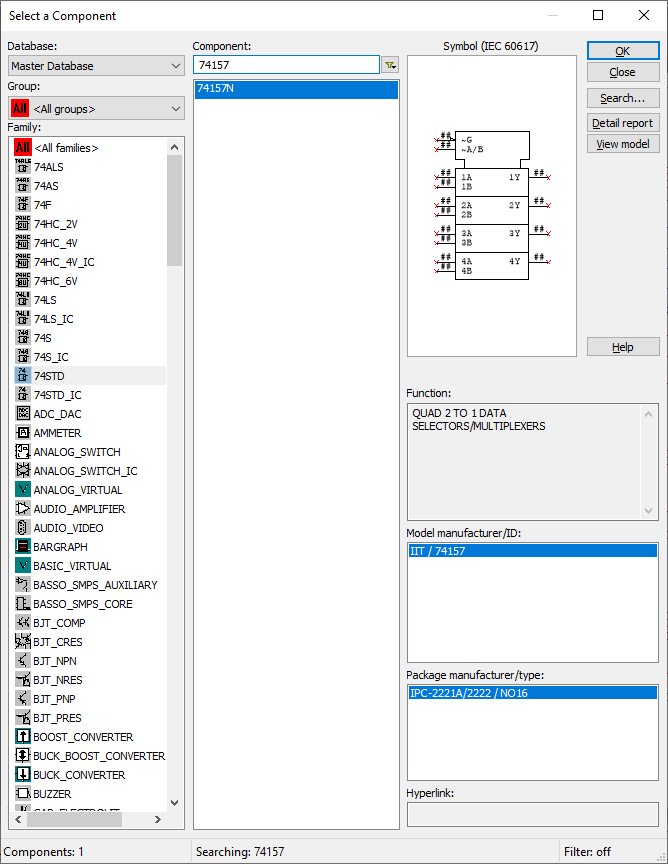 Select a Component
Database:
Master Database
Group:
All <All groups>
Family:
All <All families>
74ALS
74AS
74F
74HC_2V
74HC_4V
74HC_4V_IC
74HC_6V
74LS
74LS_IC
74S
74S_IC
74STD
74STD_IC
ADC_DAC
AMMETER
ANALOG_SWITCH
ANALOG_SWITCH_IC
ANALOG_VIRTUAL
AUDIO_AMPLIFIER
AUDIO_VIDEO
BARGRAPH
BASIC_VIRTUAL
BASSO_SMPS_AUXILIARY
BASSO_SMPS_CORE
BJT_COMP
BJT_CRES
BJT_NPN
BJT_NRES
BJT_PNP
BJT_PRES
BOOST_CONVERTER
BUCK_BOOST_CONVERTER
BUCK_CONVERTER
BUZZER
Component:
74157
74157N
Symbol (IEC 60617)
## ~G
## ~A/B
## 1A 1Y ##
## 1B
## 2A 2Y ##
## 2B
## 3A 3Y ##
## 3B
## 4A 4Y ##
## 4B
OK
Close
Search...
Detail report
View model
Help
Function:
QUAD 2 TO 1 DATA
SELECTORS/MULTIPLEXERS
Model manufacturer/ID:
IIT / 74157
Package manufacturer/type:
IPC-2221A/2222 / NO16
Hyperlink:
Components: 1
Searching: 74157
Filter: off